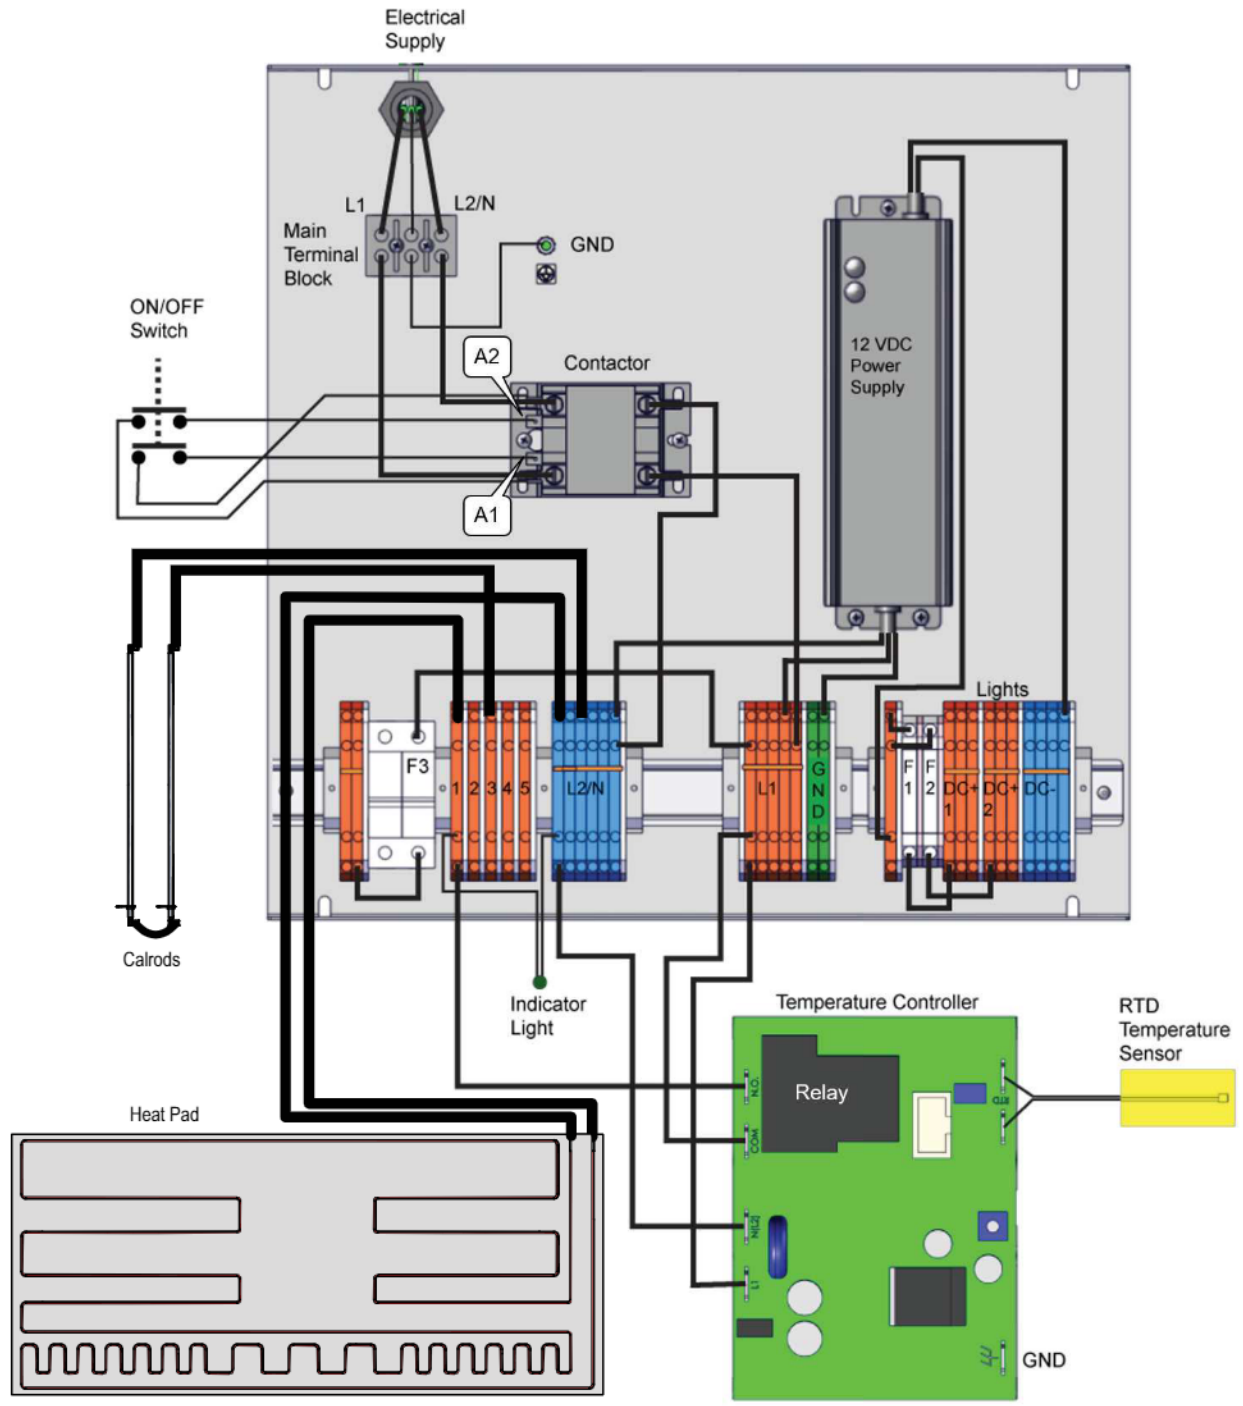 Electrical
Supply
L1
L2/N
Main
Terminal
Block
GND
ON/OFF
Switch
A2
Contactor
A1
12 VDC
Power
Supply
Lights
F3
1
2
3
4
5
L2/N
L1
G
N
D
F
1
F
2
DC+
1
DC+
2
DC-
Calrods
Indicator
Light
Temperature Controller
RTD
Temperature
Sensor
Relay
N.O.
COM
RTD
N(L2)
L1
GND
Heat Pad